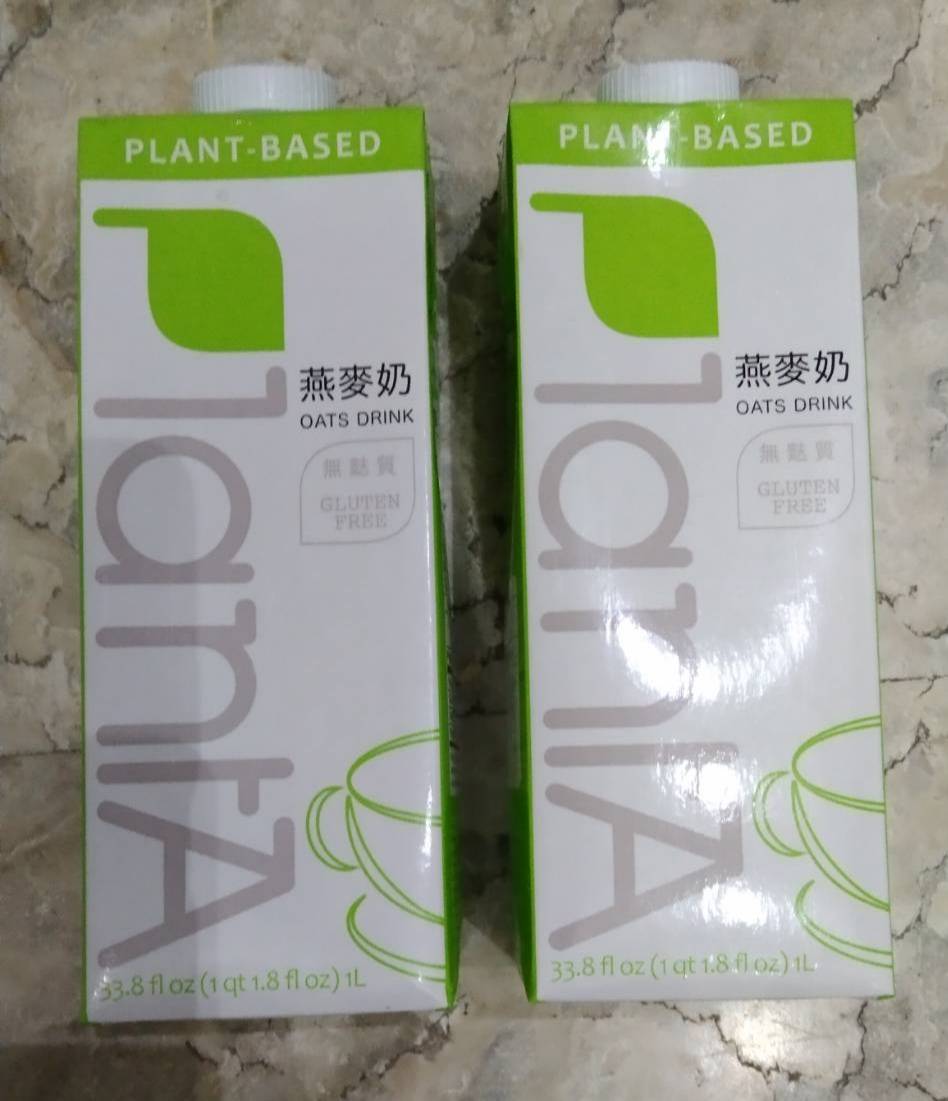 PLANT-BASED
PlantA
燕麥奶
OATS DRINK
無麩質
GLUTEN
FREE
33.8 fl oz (1 qt 1.8 fl oz) 1L
PLANT-BASED
PlantA
燕麥奶
OATS DRINK
無麩質
GLUTEN
FREE
33.8 fl oz (1 qt 1.8 fl oz) 1L